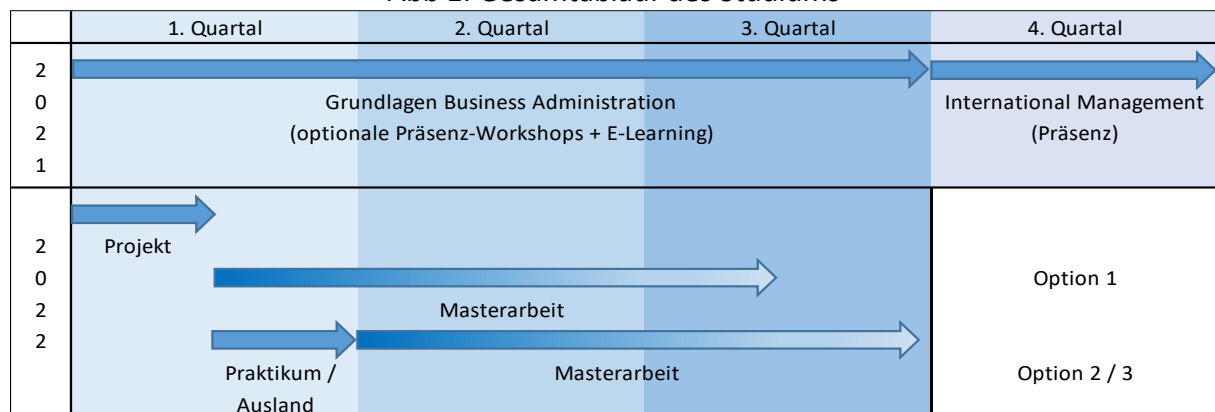 Abb 1: Gesamtablauf des Studiums
1. Quartal 2. Quartal 3. Quartal 4. Quartal
2
0
2
1
Grundlagen Business Administration
(optionale Präsenz-Workshops + E-Learning)
International Management
(Präsenz)
2
0
2
2
Projekt
Masterarbeit
Option 1
Praktikum /
Ausland
Masterarbeit
Option 2 / 3